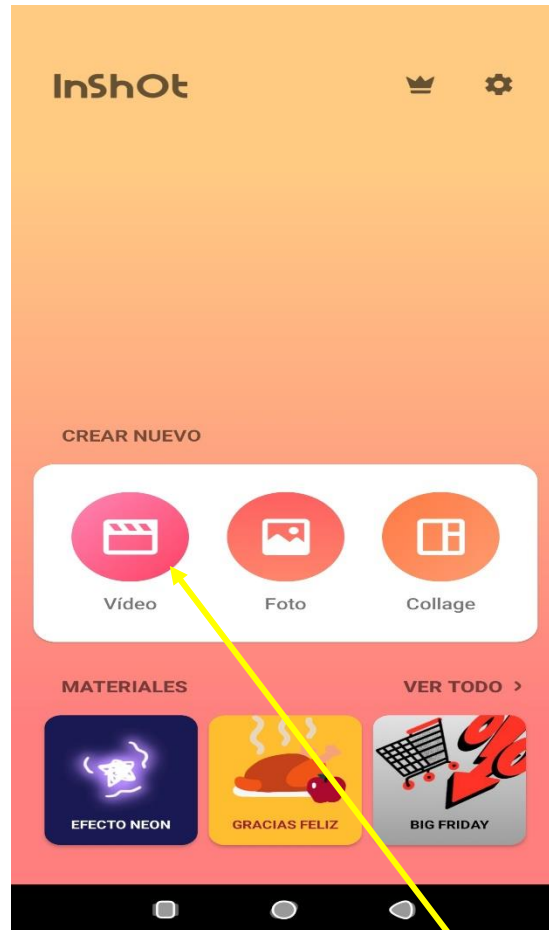 InShOt
CREAR NUEVO
Vídeo Foto Collage
MATERIALES VER TODO >
EFECTO NEON GRACIAS FELIZ BIG FRIDAY